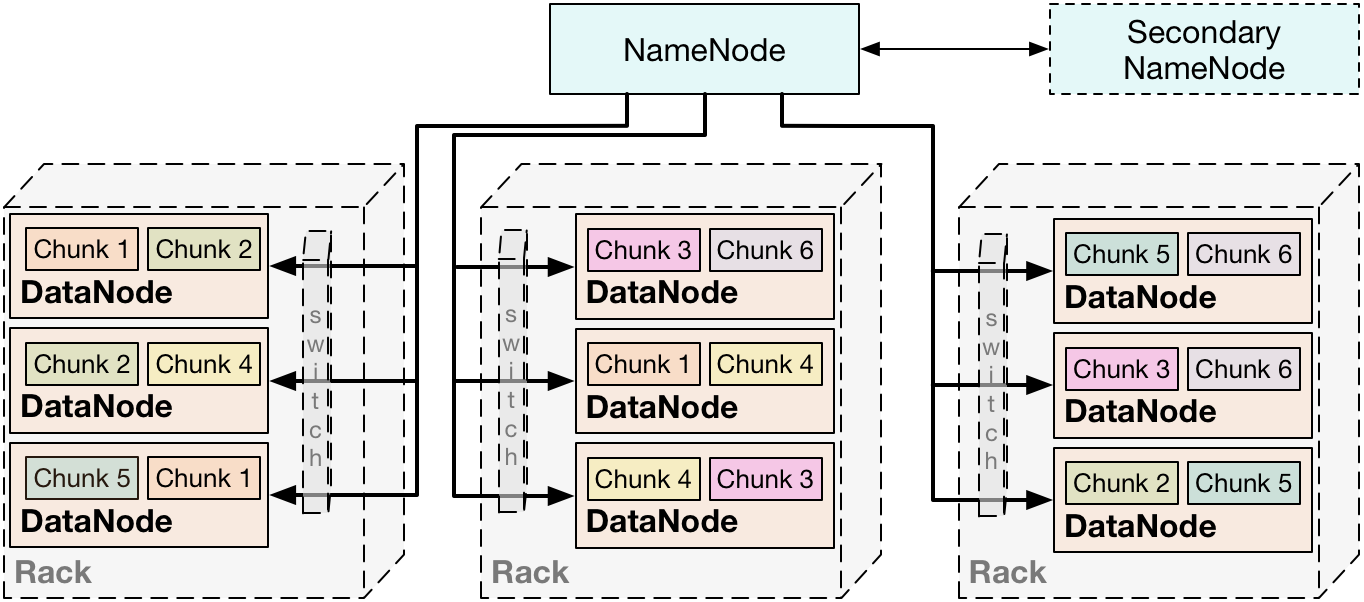 NameNode
Secondary
NameNode
Chunk 1 Chunk 2
DataNode
Chunk 2 Chunk 4
DataNode
Chunk 5 Chunk 1
DataNode
switch
Rack
switch
Chunk 3 Chunk 6
DataNode
Chunk 1 Chunk 4
DataNode
Chunk 4 Chunk 3
DataNode
Rack
switch
Chunk 5 Chunk 6
DataNode
Chunk 3 Chunk 6
DataNode
Chunk 2 Chunk 5
DataNode
Rack